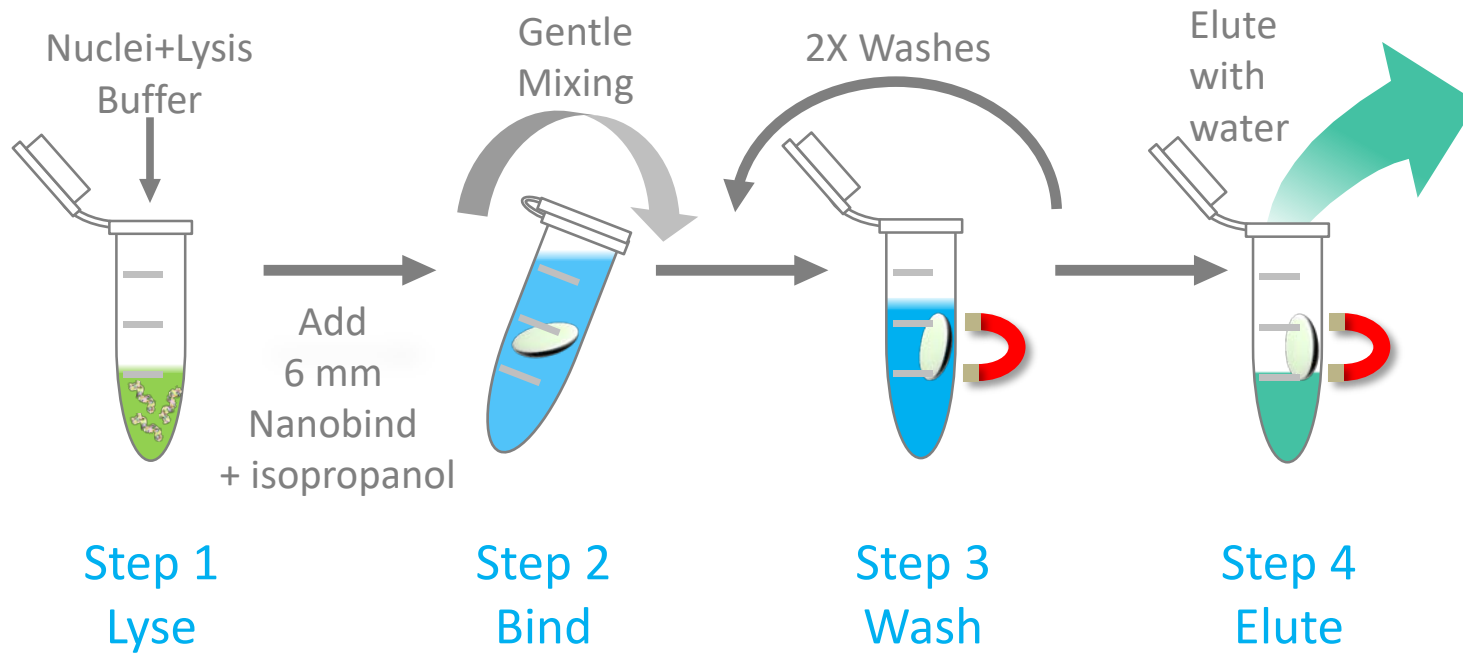 Nuclei+Lysis
Buffer
Gentle
Mixing
2X Washes
Elute
with
water
Add
6 mm
Nanobind
+ isopropanol
Step 1
Lyse
Step 2
Bind
Step 3
Wash
Step 4
Elute